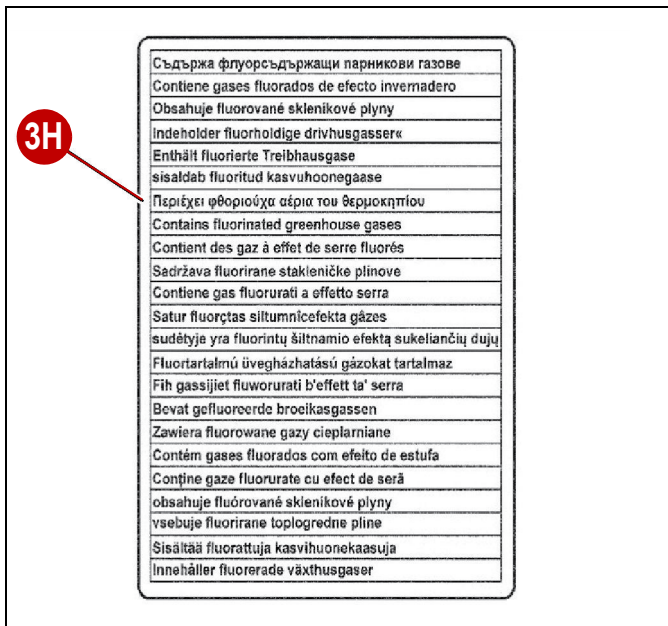 3H
Съдържа флуорсъдържащи парникови газове
Contiene gases fluorados de efecto invernadero
Obsahuje fluorované skleníkové plyny
Indeholder fluorholdige drivhusgasser«
Enthält fluorierte Treibhausgase
sisaldab fluoritud kasvuhoonegaase
Περιέχει φθοριούχα αέρια του θερμοκηπίου
Contains fluorinated greenhouse gases
Contient des gaz à effet de serre fluorés
Sadržava fluorirane stakleničke plinove
Contiene gas fluorurati a effetto serra
Satur fluorçtas siltumnîcefekta gâzes
sudėtyje yra fluorintų šiltnamio efektą sukeliančių dujų
Fluortartalmú üvegházhatású gázokat tartalmaz
Fih gassijiet fluworurati b'effett ta' serra
Bevat gefluoreerde broeikasgassen
Zawiera fluorowane gazy cieplarniane
Contém gases fluorados com efeito de estufa
Conține gaze fluorurate cu efect de seră
obsahuje fluórované skleníkové plyny
vsebuje fluorirane toplogredne pline
Sisältää fluorattuja kasvihuonekaasuja
Innehåller fluorerade växthusgaser